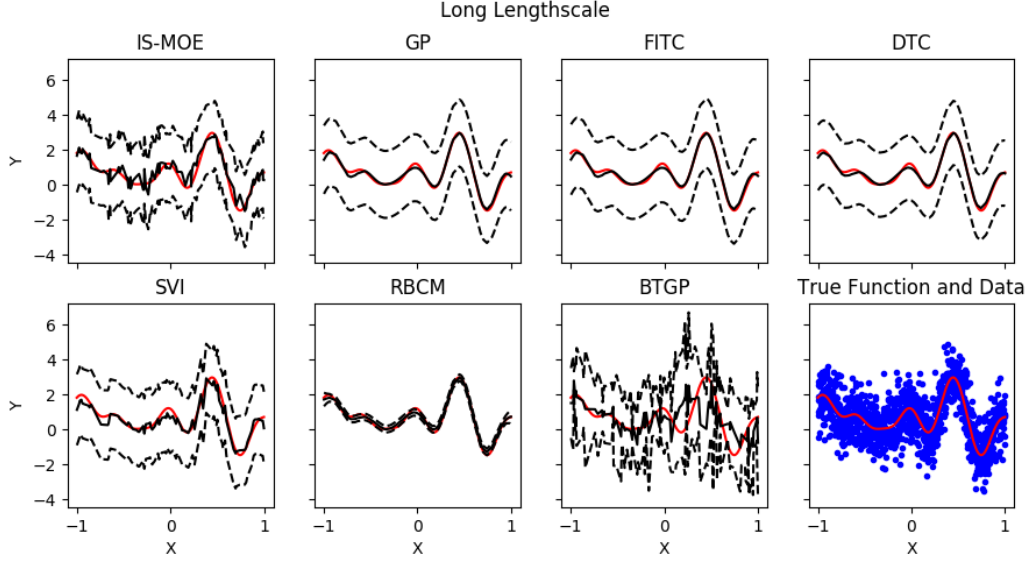 Long Lengthscale
IS-MOE GP FITC DTC
6
4
2
0
−2
−4
Y
SVI RBCM BTGP True Function and Data
6
4
2
0
−2
−4
Y
−1 0 1 −1 0 1 −1 0 1 −1 0 1
X X X X